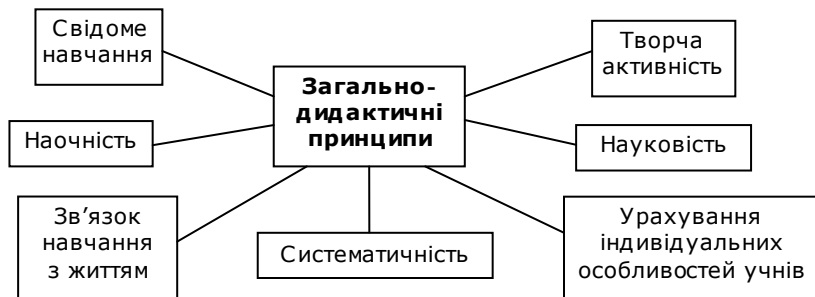 Свідоме
навчання
Творча
активність
Загально-
дидактичні
принципи
Наочність
Науковість
Зв’язок
навчання
з життям
Систематичність
Урахування
індивідуальних
особливостей учнів